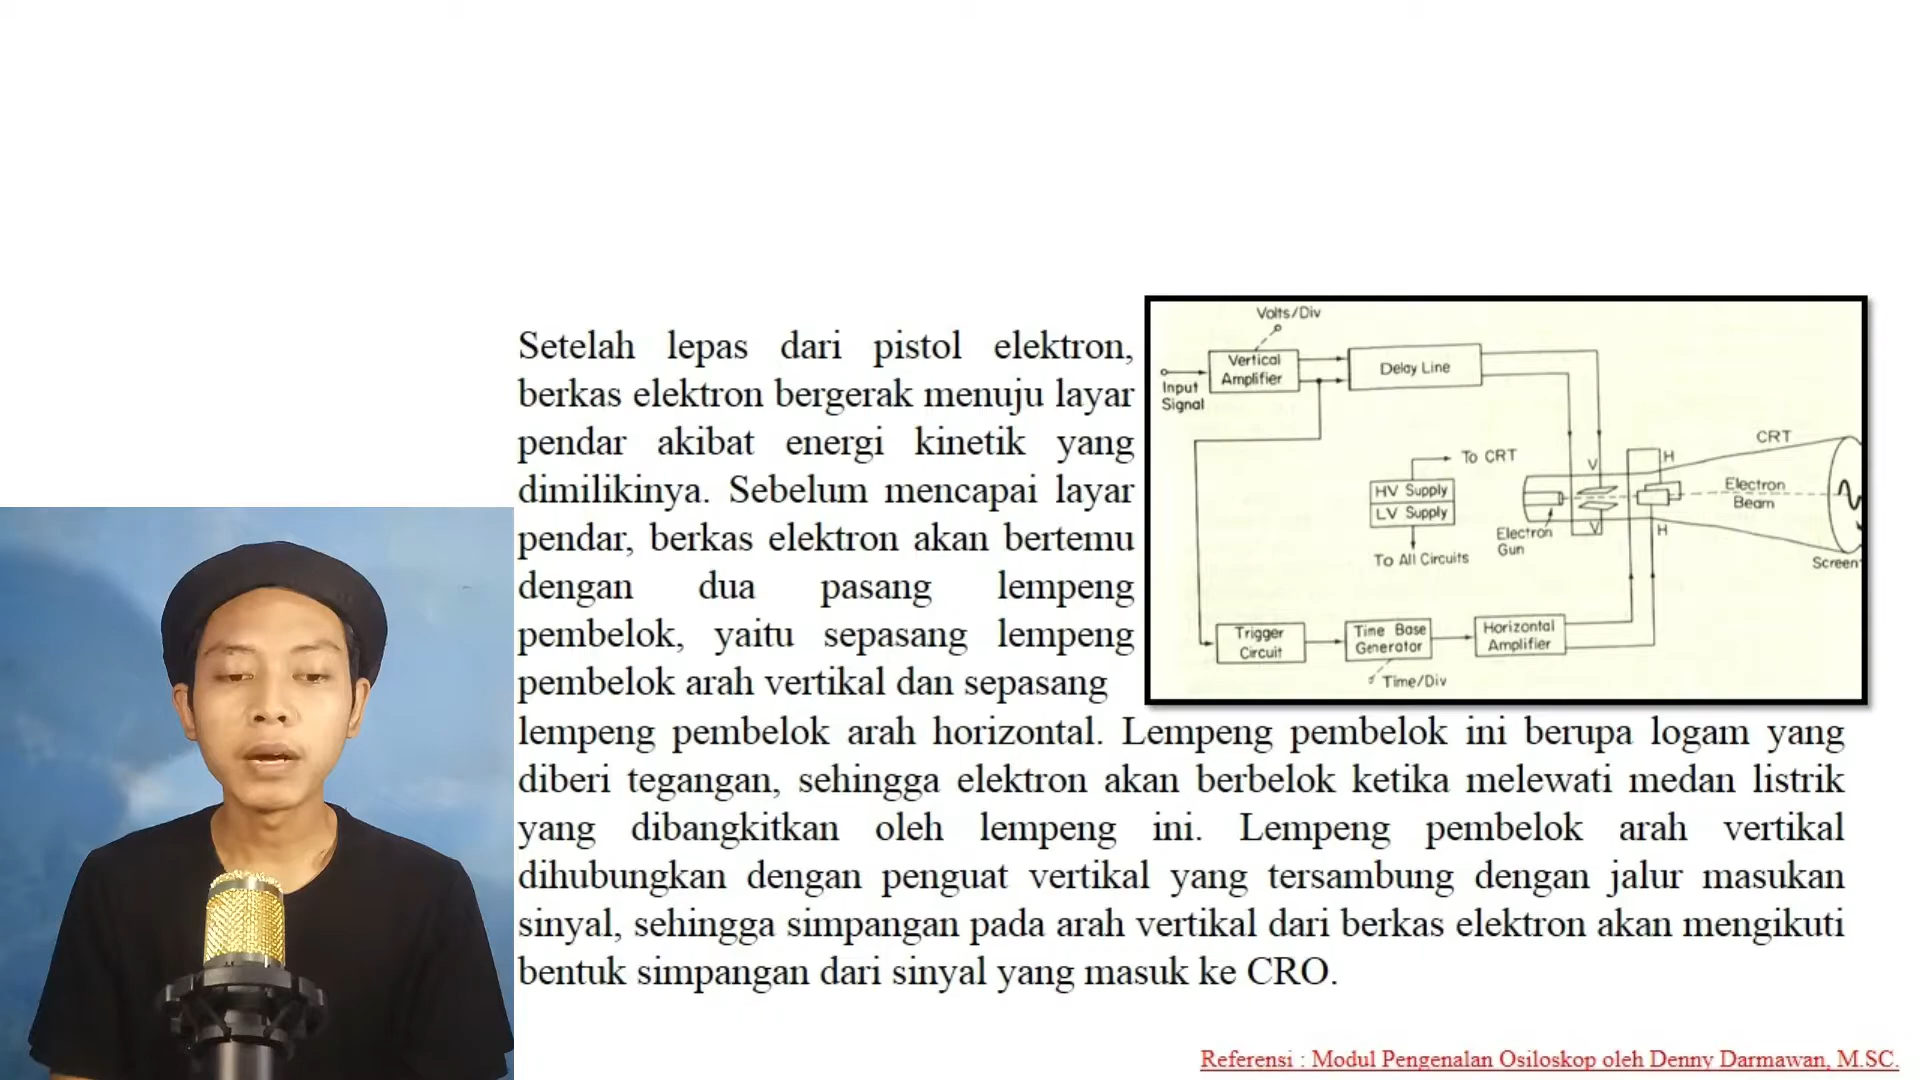 Setelah lepas dari pistol elektron,
berkas elektron bergerak menuju layar
pendar akibat energi kinetik yang
dimilikinya. Sebelum mencapai layar
pendar, berkas elektron akan bertemu
dengan dua pasang lempeng
pembelok, yaitu sepasang lempeng
pembelok arah vertikal dan sepasang
lempeng pembelok arah horizontal. Lempeng pembelok ini berupa logam yang
diberi tegangan, sehingga elektron akan berbelok ketika melewati medan listrik
yang dibangkitkan oleh lempeng ini. Lempeng pembelok arah vertikal
dihubungkan dengan penguat vertikal yang tersambung dengan jalur masukan
sinyal, sehingga simpangan pada arah vertikal dari berkas elektron akan mengikuti
bentuk simpangan dari sinyal yang masuk ke CRO.
Volts/Div
Vertical
Amplifier
Input
Signal
Delay Line
To CRT
HV Supply
LV Supply
To All Circuits
V
V
H
H
CRT
Electron
Beam
Electron
Gun
Screen
Trigger
Circuit
Time Base
Generator
Horizontal
Amplifier
Time/Div
Referensi : Modul Pengenalan Osiloskop oleh Denny Darmawan, M.SC.